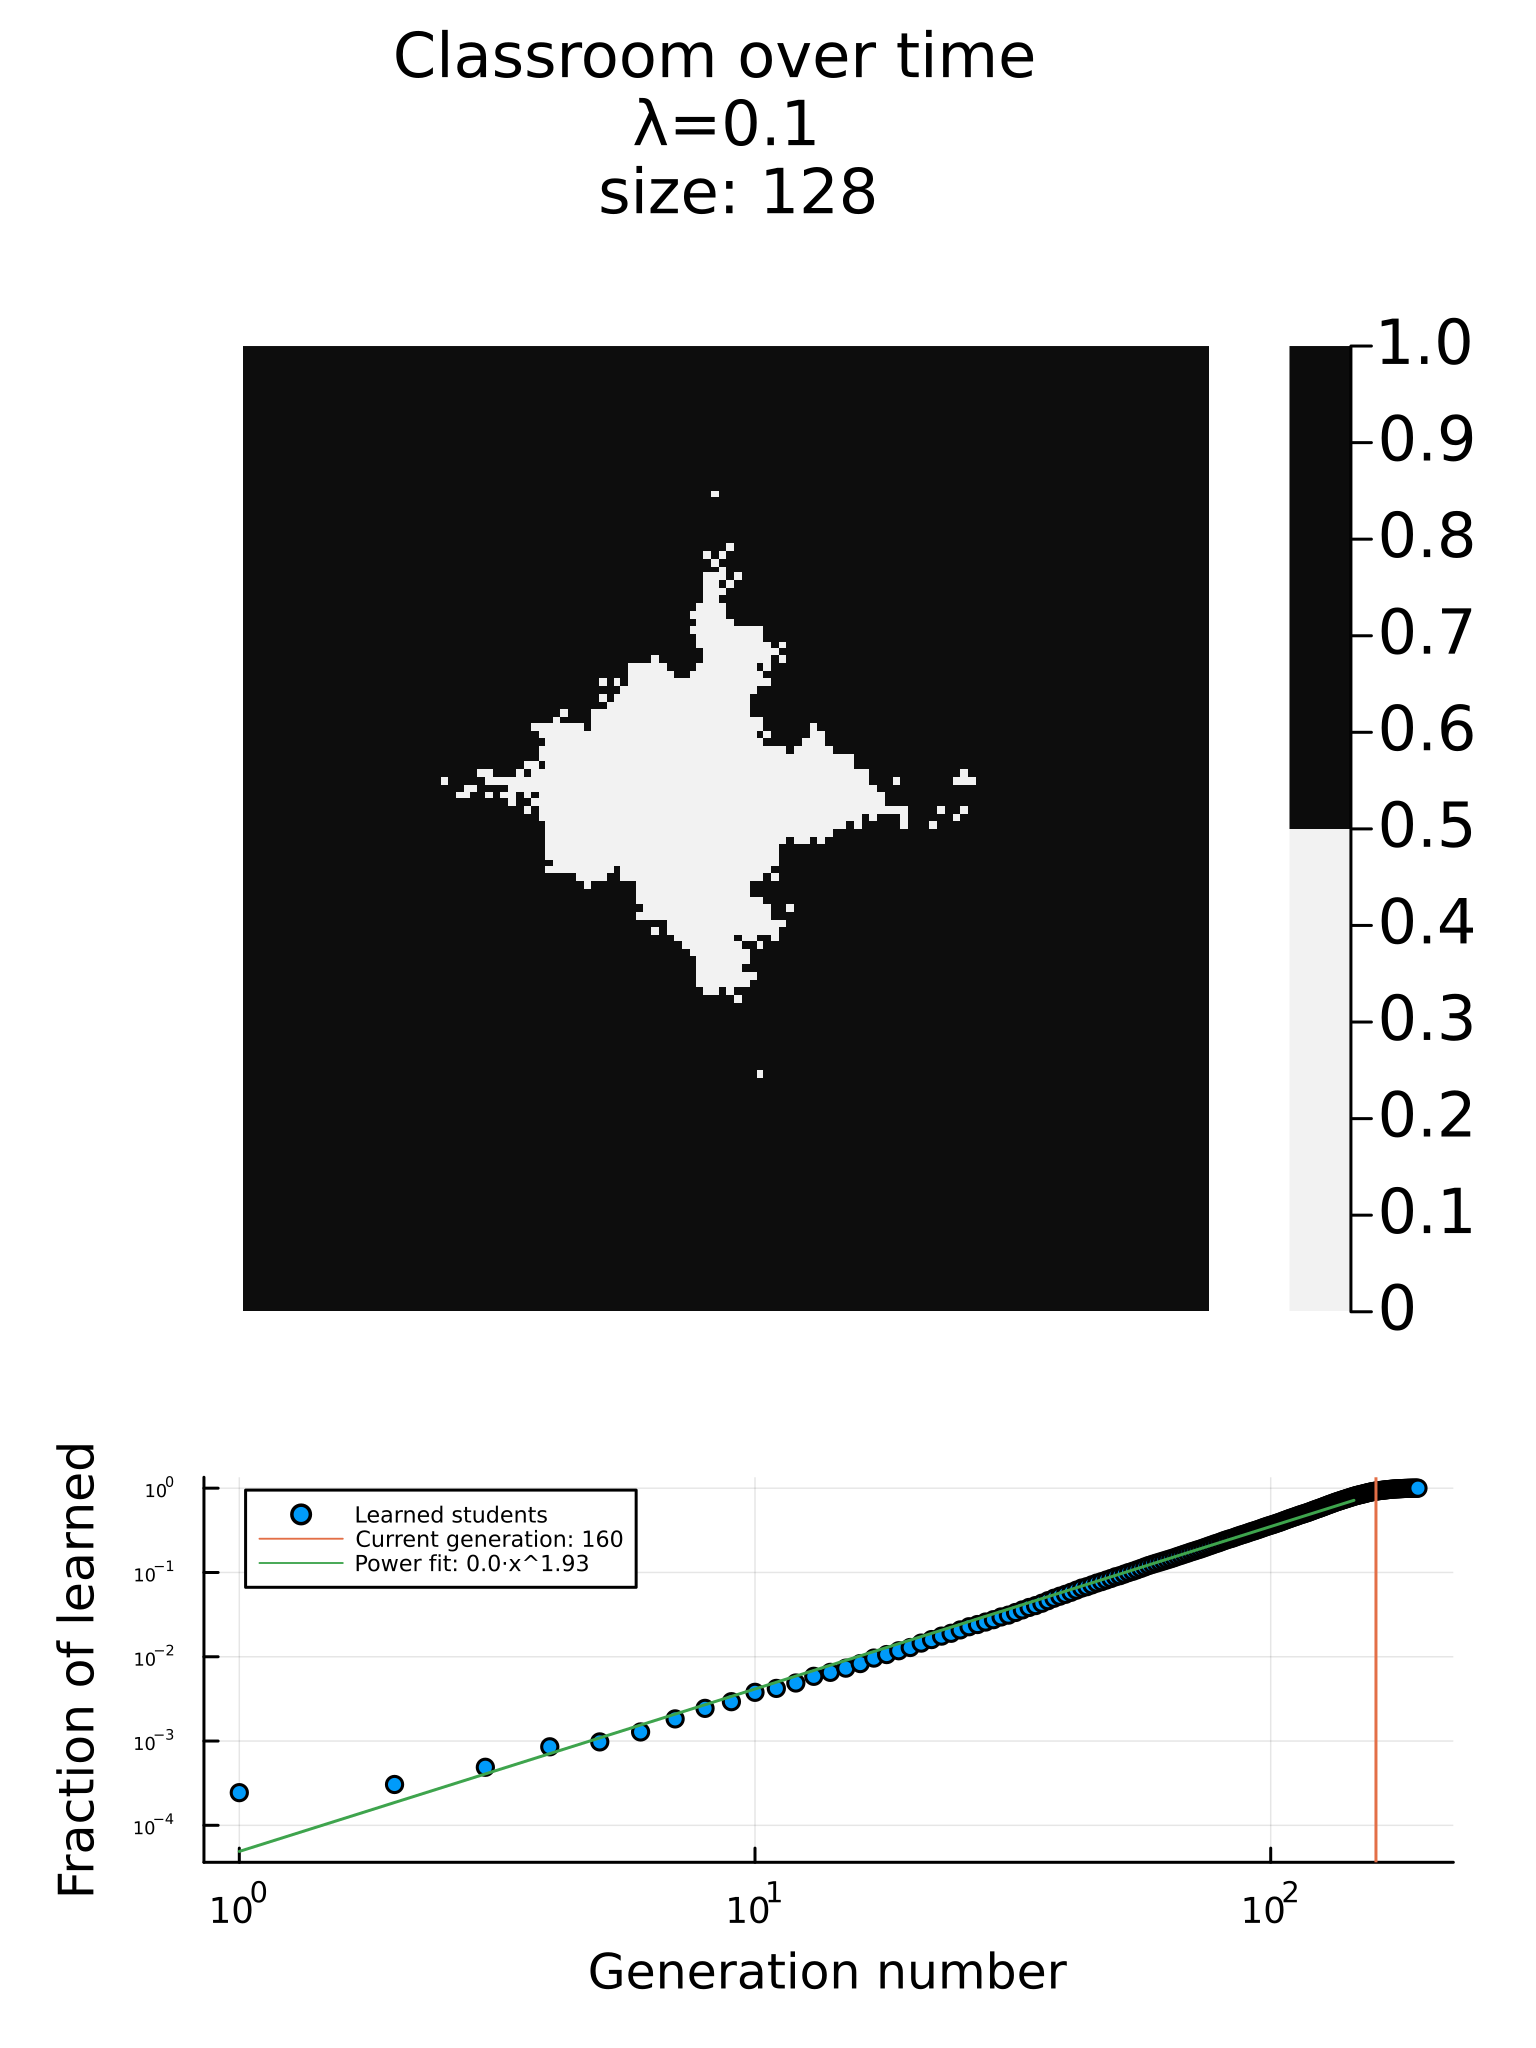 Classroom over time
λ=0.1
size: 128
1.0
0.9
0.8
0.7
0.6
0.5
0.4
0.3
0.2
0.1
0
Fraction of learned
10^0
10^-1
10^-2
10^-3
10^-4
Learned students
Current generation: 160
Power fit: 0.0·x^1.93
10^0
10^1
10^2
Generation number